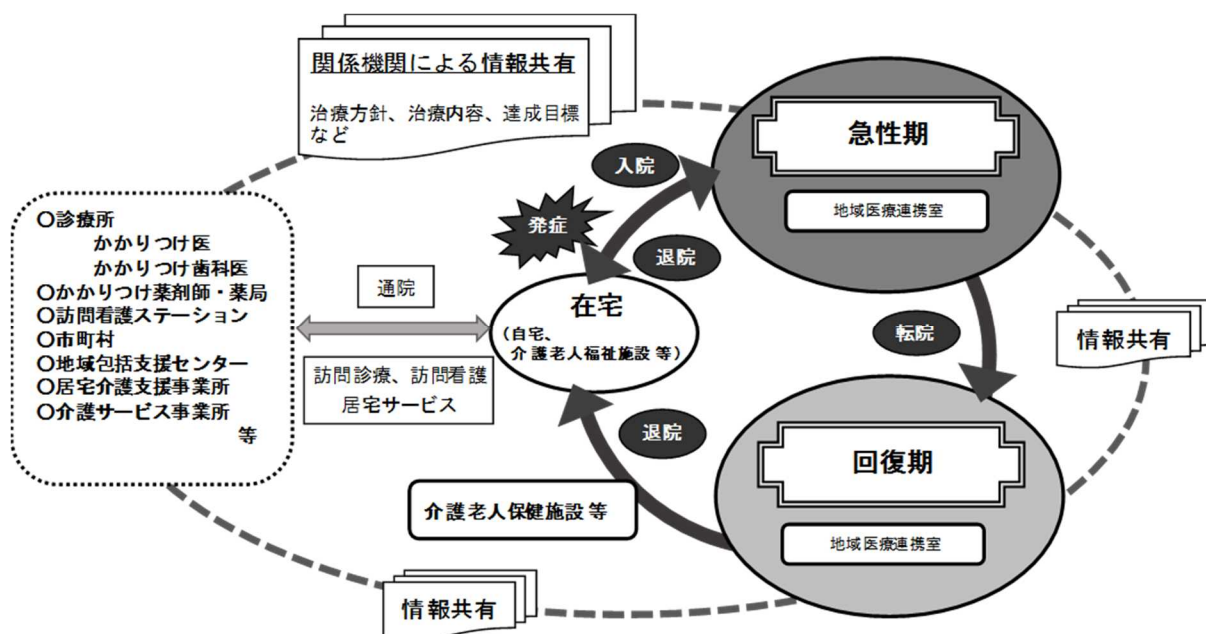 関係機関による情報共有
治療方針、治療内容、達成目標
など
急性期
地域医療連携室
入院
発症
退院
〇診療所
かかりつけ医
かかりつけ歯科医
〇かかりつけ薬剤師・薬局
〇訪問看護ステーション
〇市町村
〇地域包括支援センター
〇居宅介護支援事業所
〇介護サービス事業所
等
通院
訪問診療、訪問看護
居宅サービス
在宅
(自宅、
介護老人福祉施設等)
転院
情報共有
退院
回復期
地域医療連携室
介護老人保健施設等
情報共有